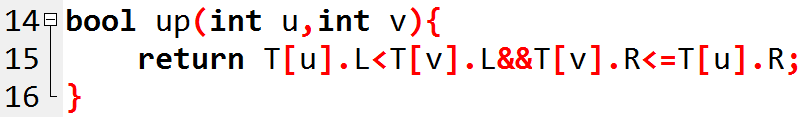 14 bool up(int u,int v){
15     return T[u].L<T[v].L&&T[v].R<=T[u].R;
16 }